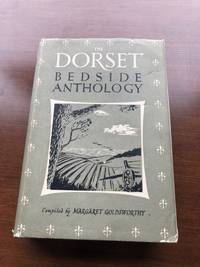 THE
DORSET
BEDSIDE
ANTHOLOGY
Compiled by MARGARET GOLDSWORTHY